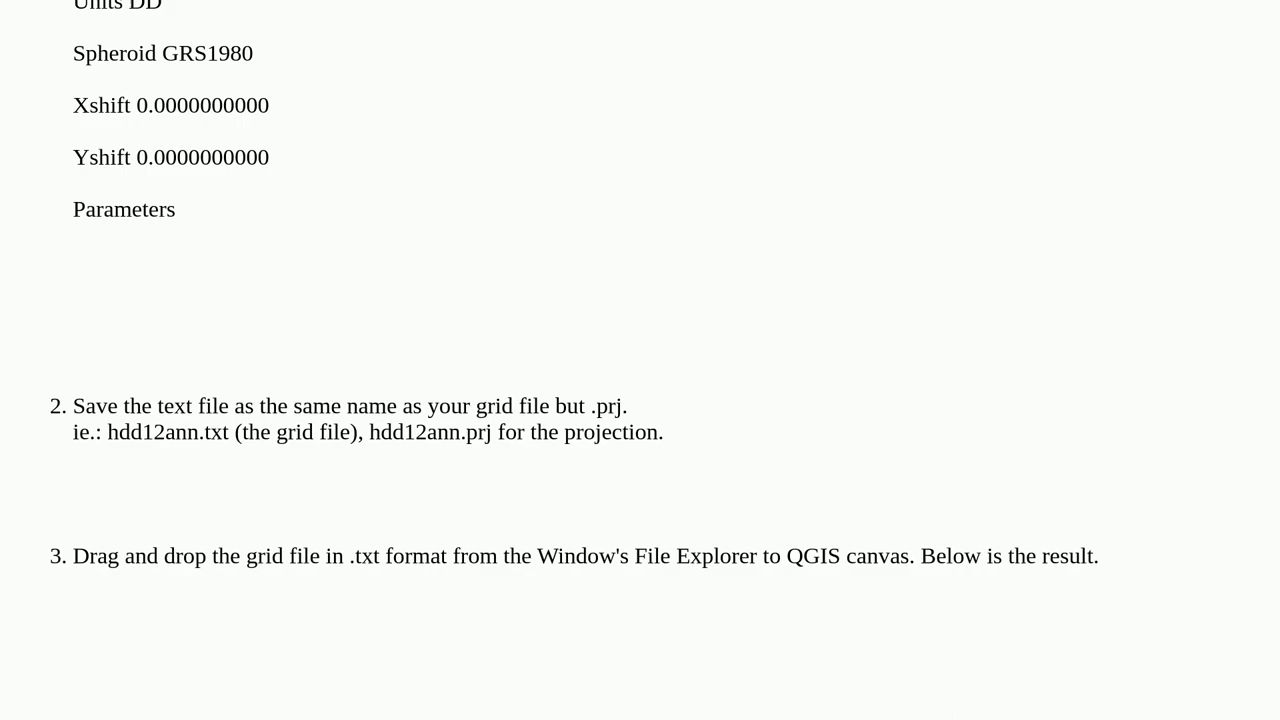 Units DD
Spheroid GRS1980
Xshift 0.0000000000
Yshift 0.0000000000
Parameters
2. Save the text file as the same name as your grid file but .prj.
ie.: hdd12ann.txt (the grid file), hdd12ann.prj for the projection.
3. Drag and drop the grid file in .txt format from the Window's File Explorer to QGIS canvas. Below is the result.